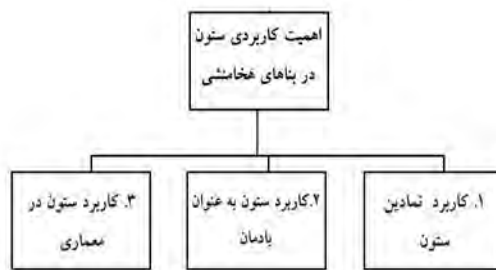 اهمیت کاربردی ستون
در بناهای هخامنشی
۱. کاربرد نمادین
ستون
۲.کاربرد ستون به عنوان
یادمان
۳. کاربرد ستون در
معماری